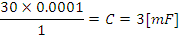 30 × 0.0001 / 1 = C = 3[mF]